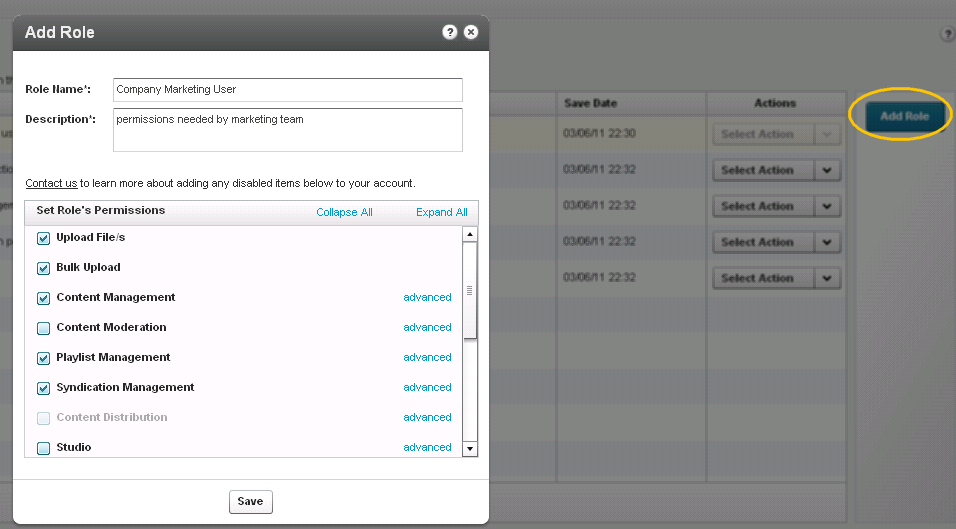 Add Role
?
Role Name*:
Company Marketing User
Description*:
permissions needed by marketing team
Contact us to learn more about adding any disabled items below to your account.
Set Role's Permissions
Collapse All
Expand All
Upload File/s
Bulk Upload
Content Management
advanced
Content Moderation
advanced
Playlist Management
advanced
Syndication Management
advanced
Content Distribution
advanced
Studio
advanced
Save
?
Save Date
Actions
Add Role
03/06/11 22:30
Select Action
03/06/11 22:32
Select Action
03/06/11 22:32
Select Action
03/06/11 22:32
Select Action
03/06/11 22:32
Select Action